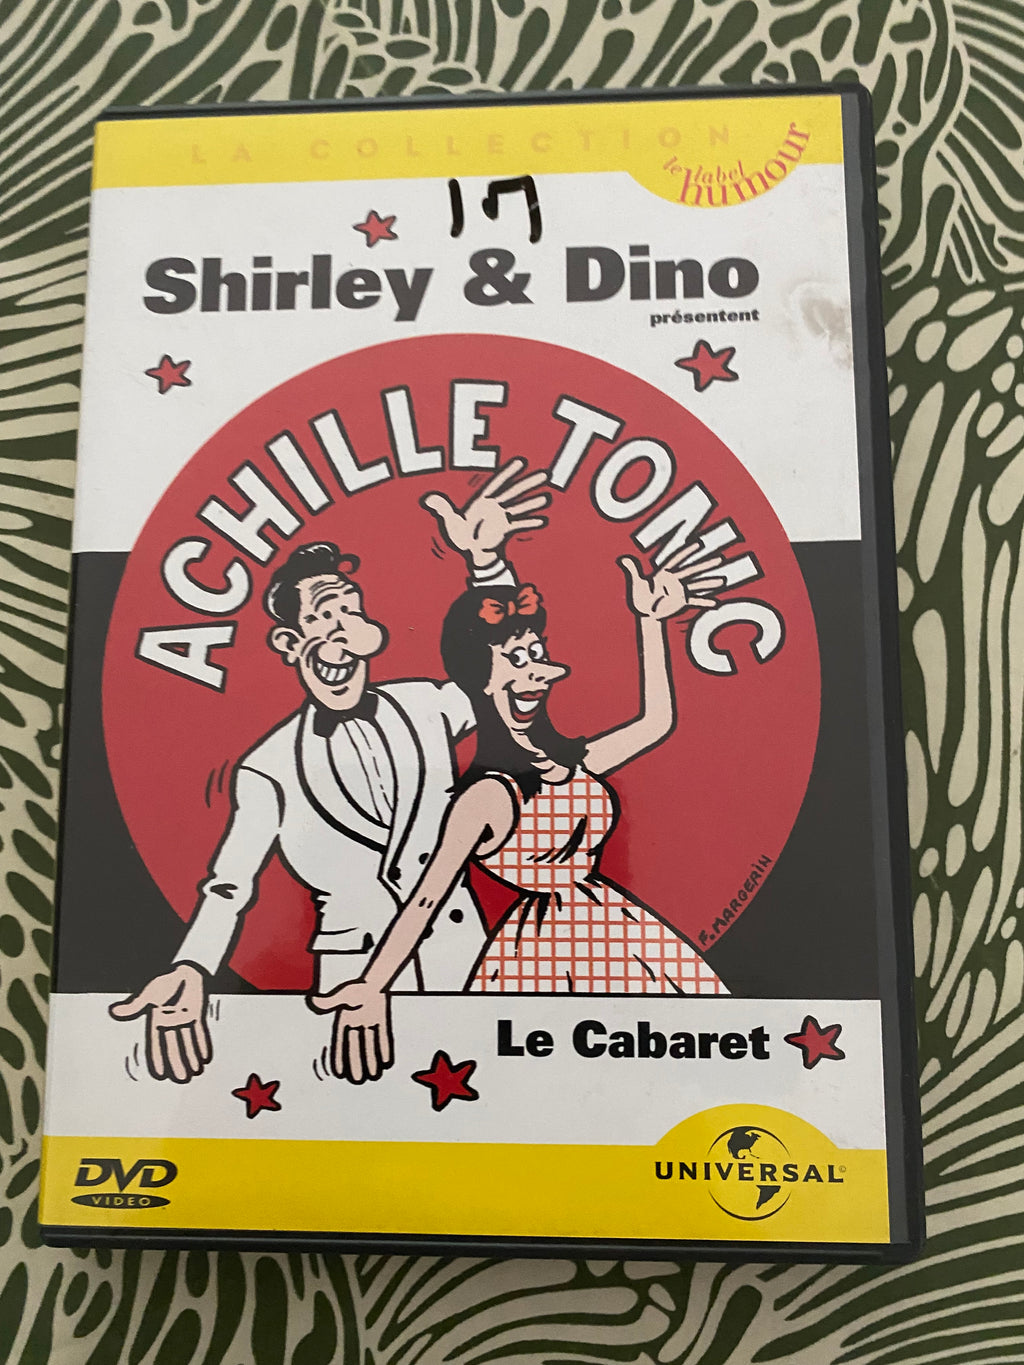 LA COLLECTION
le label
humour
17
Shirley & Dino
présentent
ACHILLE TONIC
F. MARGERIN
Le Cabaret
DVD
VIDEO
UNIVERSAL©